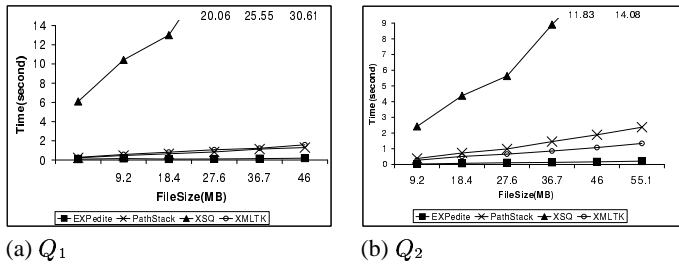 20.06 25.55 30.61
14
12
10
8
6
4
2
0
Time(second)
9.2 18.4 27.6 36.7 46
FileSize(MB)
EXPedite PathStack XSQ XMLTK
(a) Q1
11.83 14.08
9
8
7
6
5
4
3
2
1
0
Time(second)
9.2 18.4 27.6 36.7 46 55.1
FileSize(MB)
EXPedite PathStack XSQ XMLTK
(b) Q2